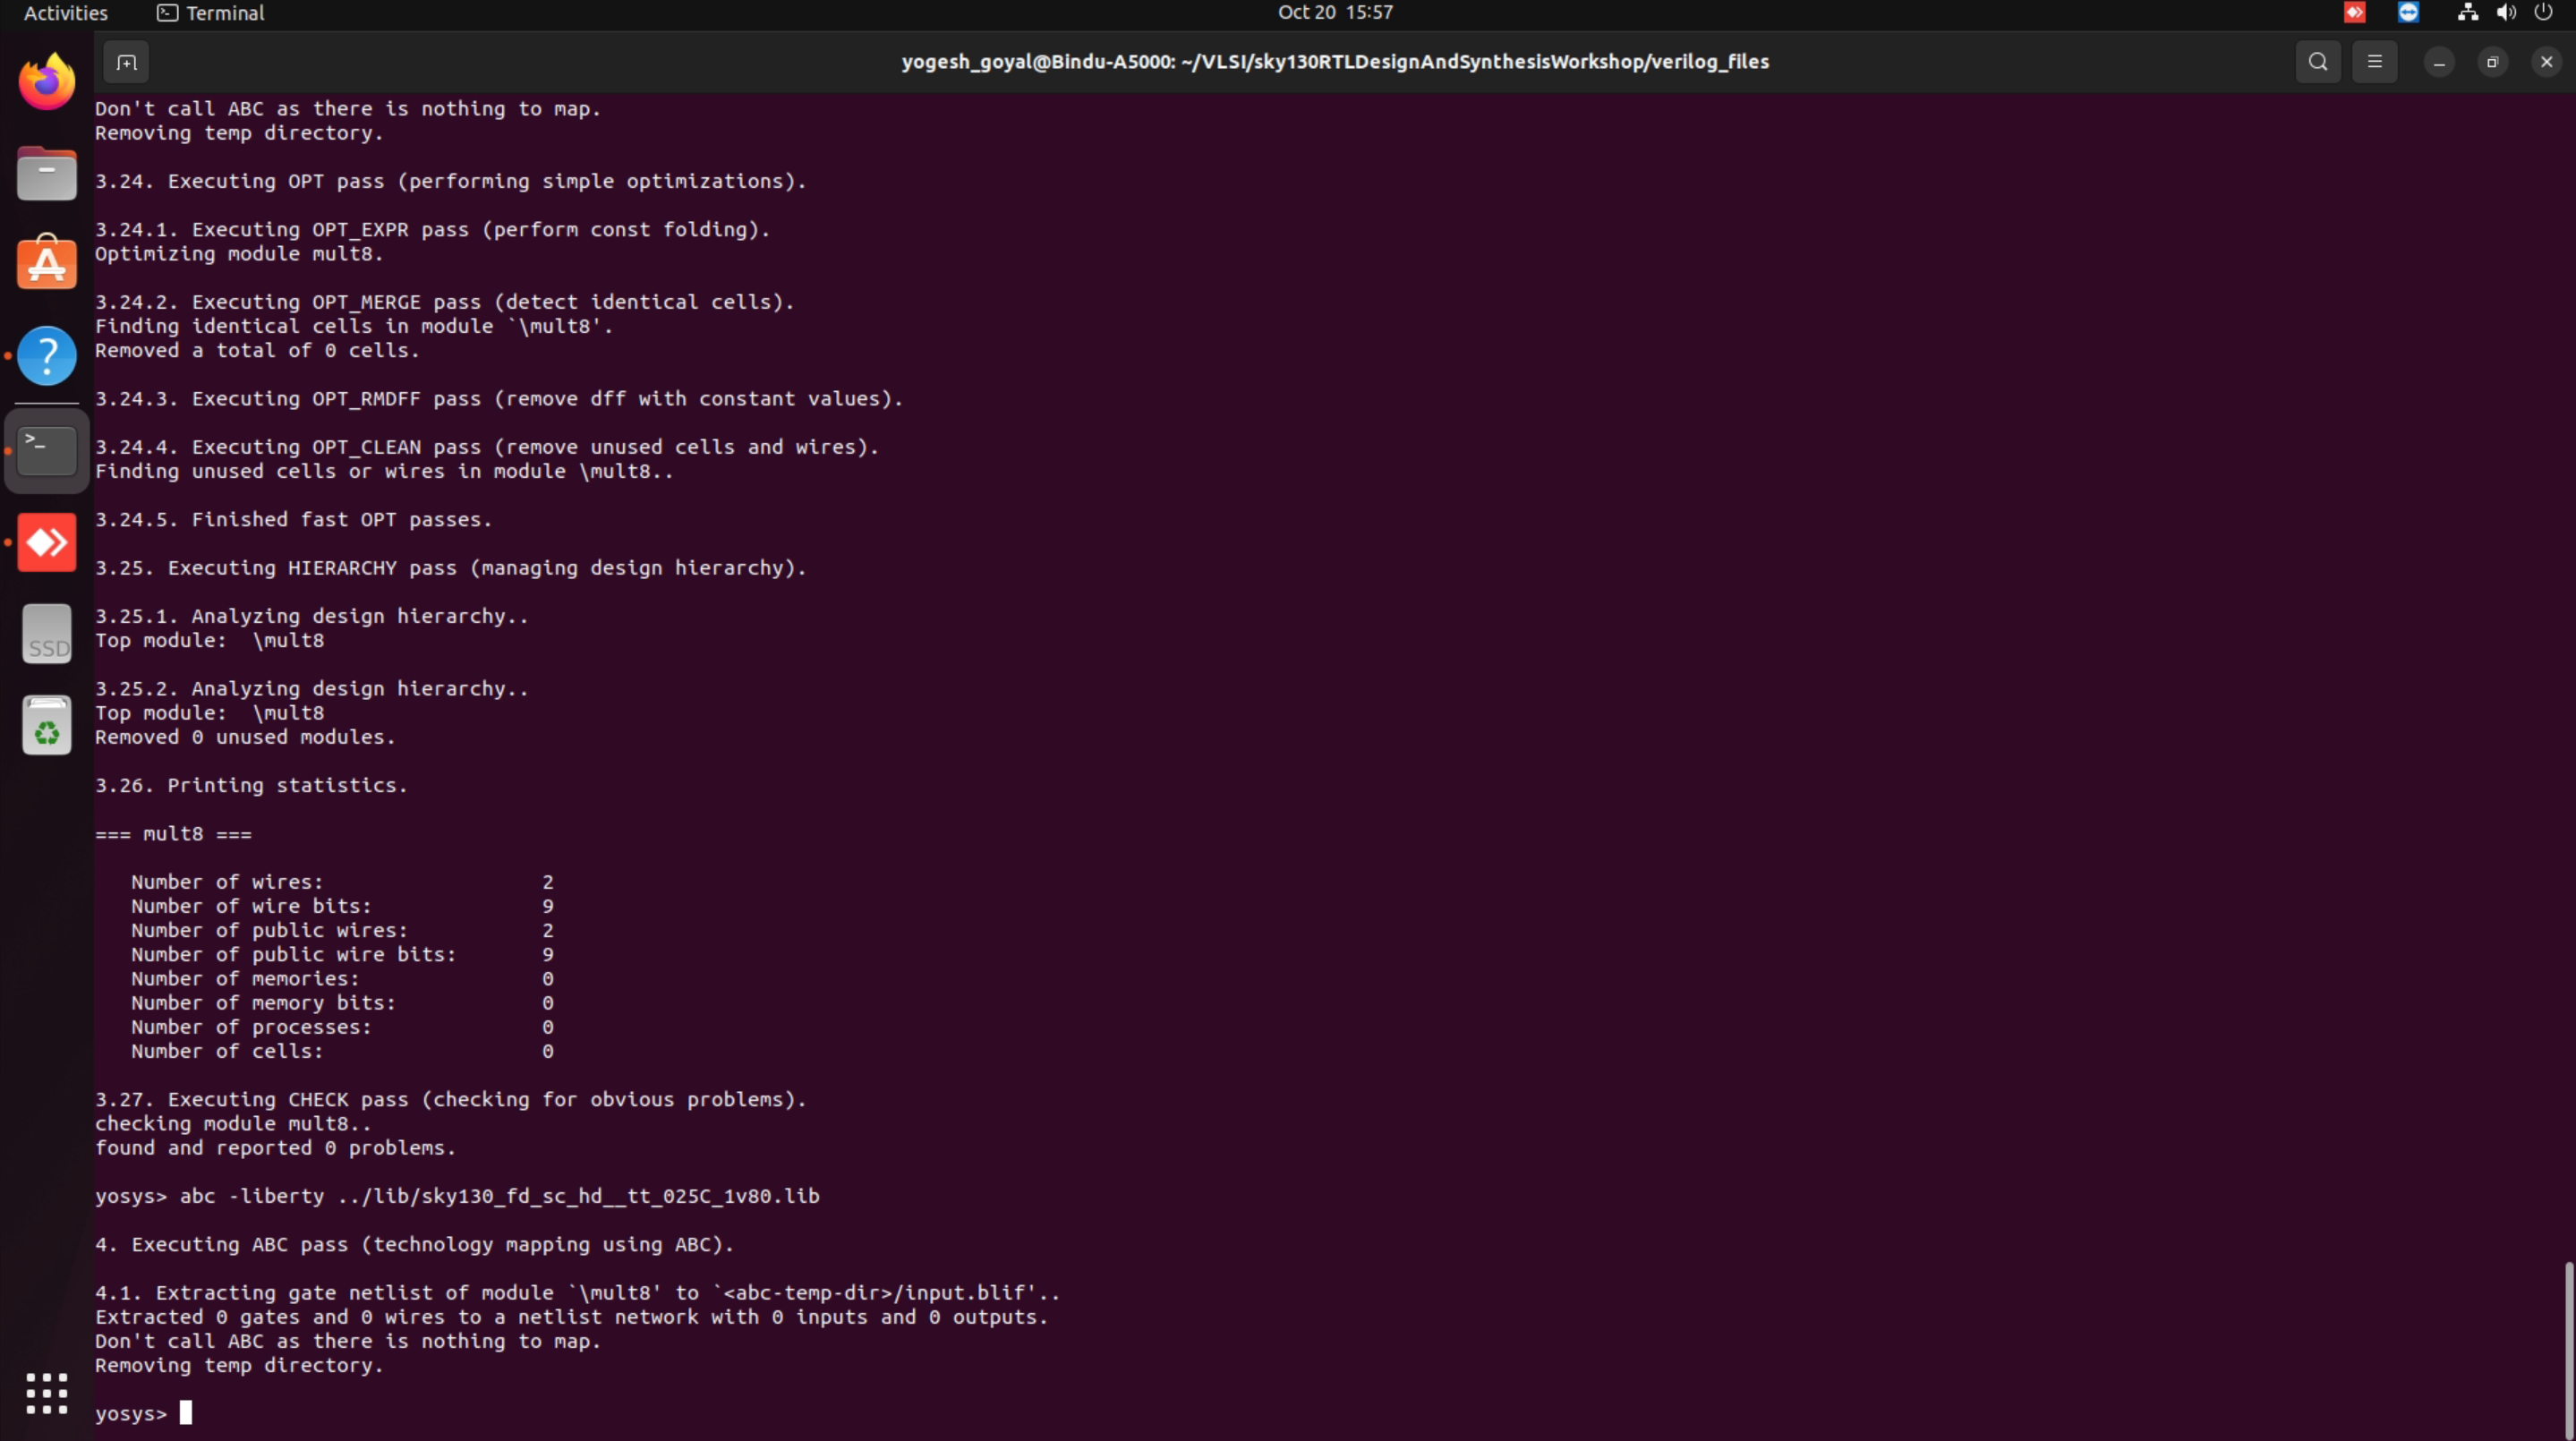 Activities
Terminal
Oct 20 15:57
yogesh_goyal@Bindu-A5000: ~/VLSI/sky130RTLDesignAndSynthesisWorkshop/verilog_files
Don't call ABC as there is nothing to map.
Removing temp directory.
3.24. Executing OPT pass (performing simple optimizations).
3.24.1. Executing OPT_EXPR pass (perform const folding).
Optimizing module mult8.
3.24.2. Executing OPT_MERGE pass (detect identical cells).
Finding identical cells in module `\mult8'.
Removed a total of 0 cells.
3.24.3. Executing OPT_RMDFF pass (remove dff with constant values).
3.24.4. Executing OPT_CLEAN pass (remove unused cells and wires).
Finding unused cells or wires in module \mult8..
3.24.5. Finished fast OPT passes.
3.25. Executing HIERARCHY pass (managing design hierarchy).
3.25.1. Analyzing design hierarchy..
Top module:  \mult8
3.25.2. Analyzing design hierarchy..
Top module:  \mult8
Removed 0 unused modules.
3.26. Printing statistics.
=== mult8 ===
Number of wires: 2
Number of wire bits: 9
Number of public wires: 2
Number of public wire bits: 9
Number of memories: 0
Number of memory bits: 0
Number of processes: 0
Number of cells: 0
3.27. Executing CHECK pass (checking for obvious problems).
checking module mult8..
found and reported 0 problems.
yosys> abc -liberty ../lib/sky130_fd_sc_hd__tt_025C_1v80.lib
4. Executing ABC pass (technology mapping using ABC).
4.1. Extracting gate netlist of module `\mult8' to `<abc-temp-dir>/input.blif'..
Extracted 0 gates and 0 wires to a netlist network with 0 inputs and 0 outputs.
Don't call ABC as there is nothing to map.
Removing temp directory.
yosys>
SSD